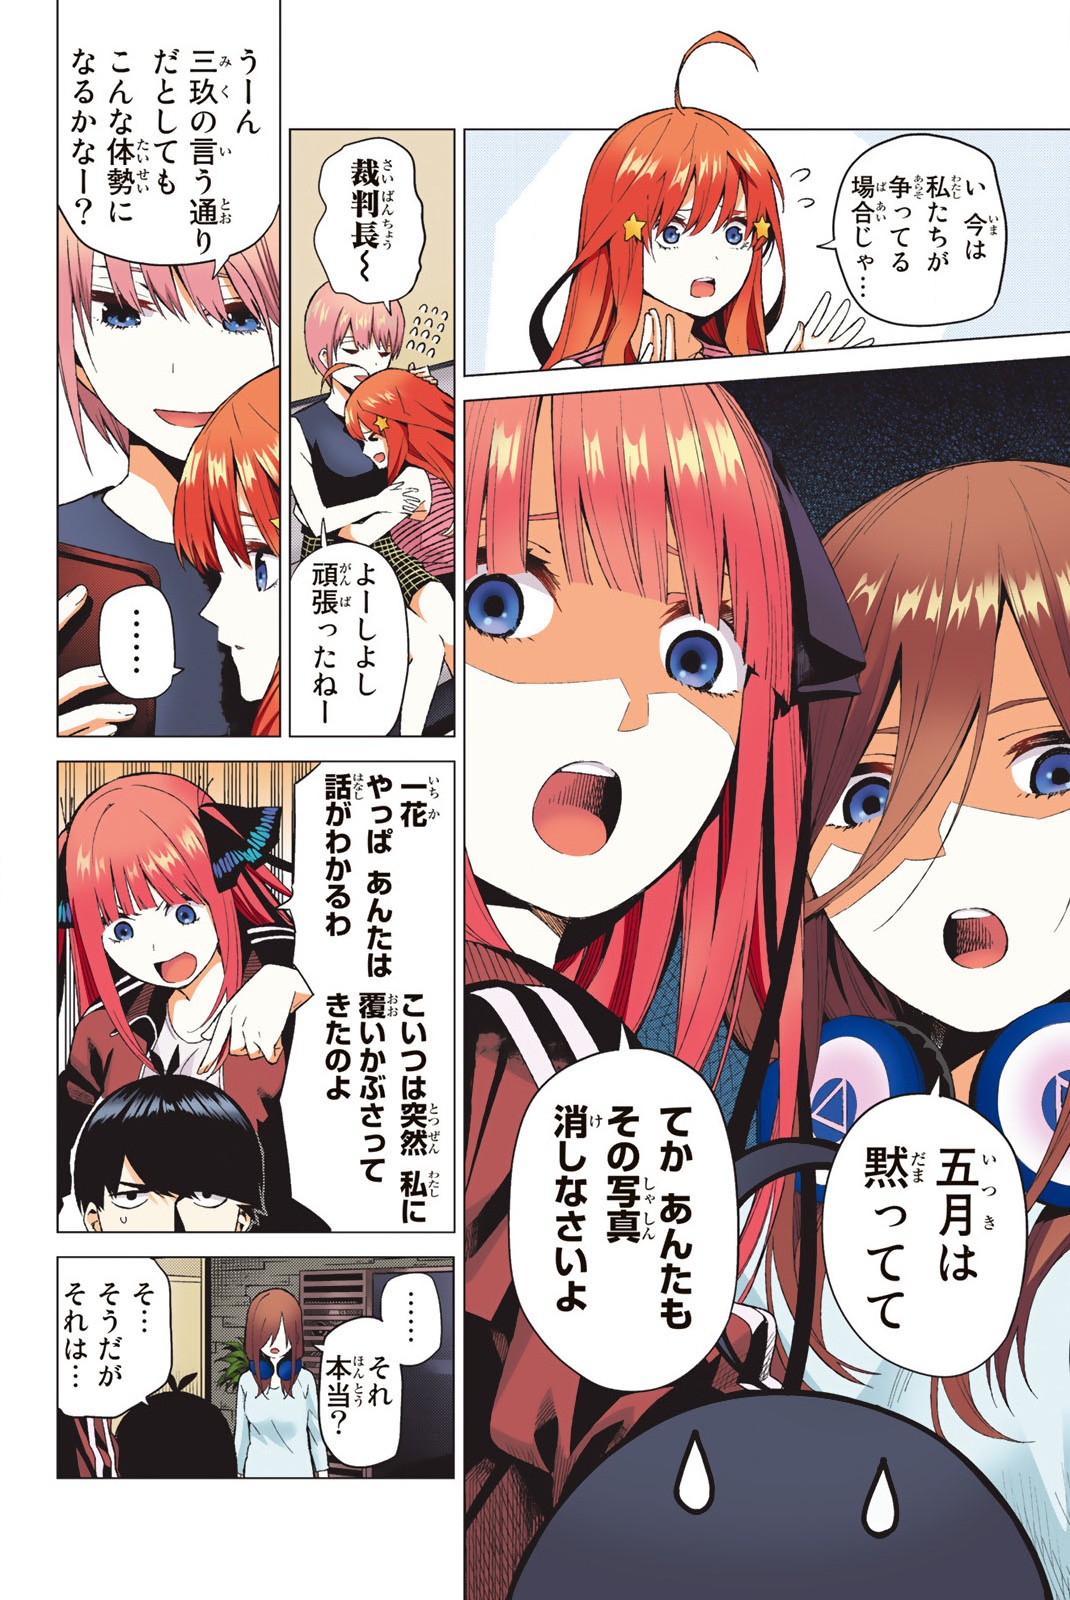 い 今は
私たちが
争ってる
場合じゃ…
五月は
黙ってて
てか あんたも
その写真
消しなさいよ
裁判長〜
よーしよし
頑張ったねー
うーん
三玖の言う通り
だとしても
こんな体勢に
なるかなー?
……
一花
やっぱ あんたは
話がわかるわ
こいつは突然 私に
覆いかぶさって
きたのよ
……
それ
本当?
そ…
そうだが
それは…